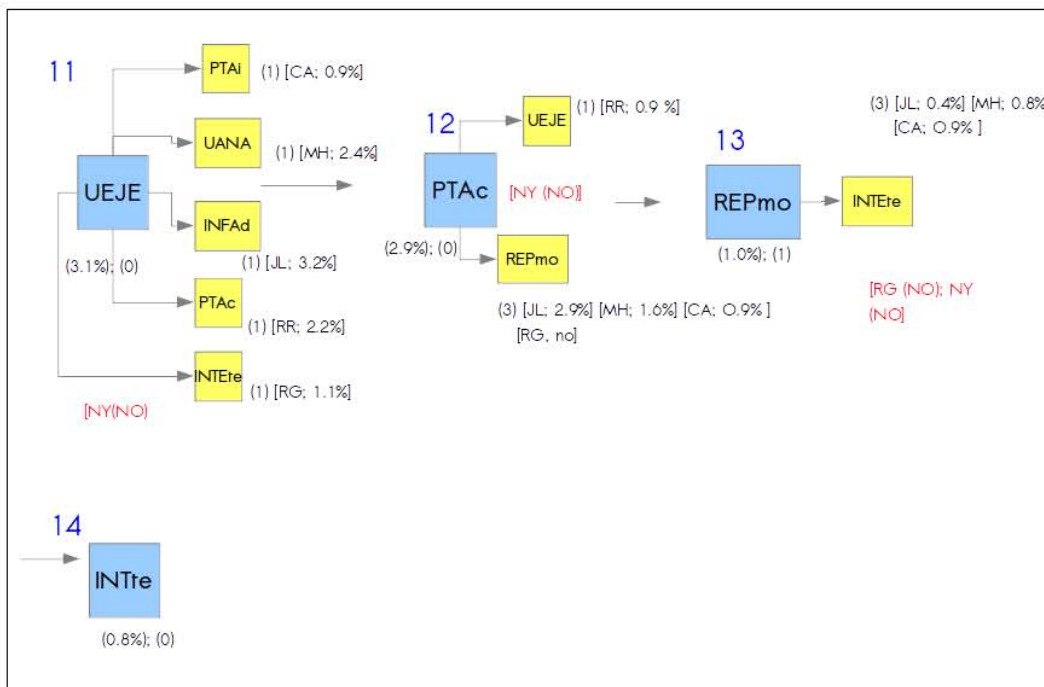 11
PTAi
(1) [CA; 0.9%]
UANA
(1) [MH; 2.4%]
UEJE
(3.1%); (0)
INFAd
(1) [JL; 3.2%]
PTAc
(1) [RR; 2.2%]
INTEte
(1) [RG; 1.1%]
[NY(NO)
12
UEJE
(1) [RR; 0.9 %]
PTAc
[NY (NO)]
(2.9%); (0)
REPmo
(3) [JL; 2.9%] [MH; 1.6%] [CA; O.9% ]
[RG, no]
13
(3) [JL; 0.4%] [MH; 0.8%
[CA; O.9% ]
REPmo
INTEte
(1.0%); (1)
[RG (NO); NY
(NO]
14
INTte
(0.8%); (0)